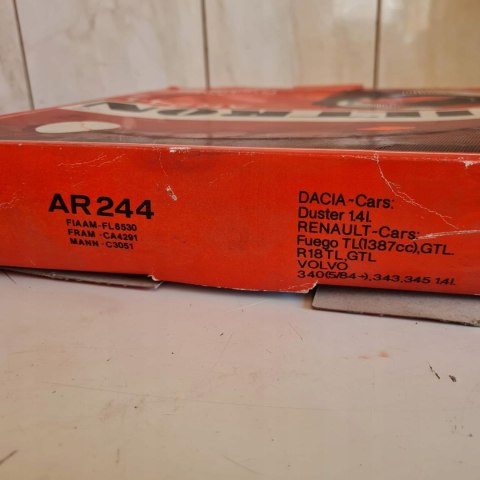 AR 244
FIAAM-FL6530
FRAM -CA4291
MANN -C3051
DACIA-Cars:
Duster 1.4l.
RENAULT-Cars:
Fuego TL(1387cc),GTL.
R18TL,GTL
VOLVO
340(5/84→),343,345 1.4l.